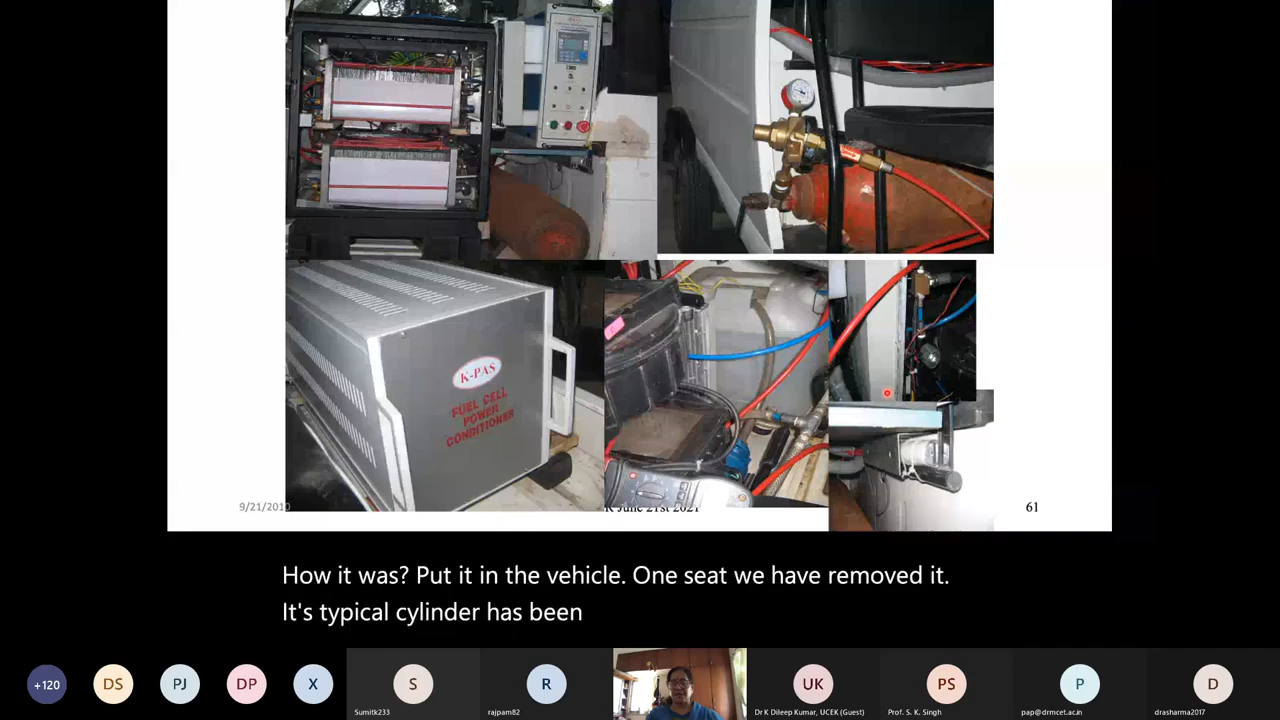 K-PAS
FUEL CELL
POWER
CONDITIONER
9/21/2010
K June 21st 2021
61
How it was? Put it in the vehicle. One seat we have removed it.
It's typical cylinder has been
+120
DS
PJ
DP
X
S
R
UK
PS
P
D
Sumitk233
rajpam82
Dr K Dileep Kumar, UCEK (Guest)
Prof. S. K. Singh
pap@drmcet.ac.in
drasharma2017